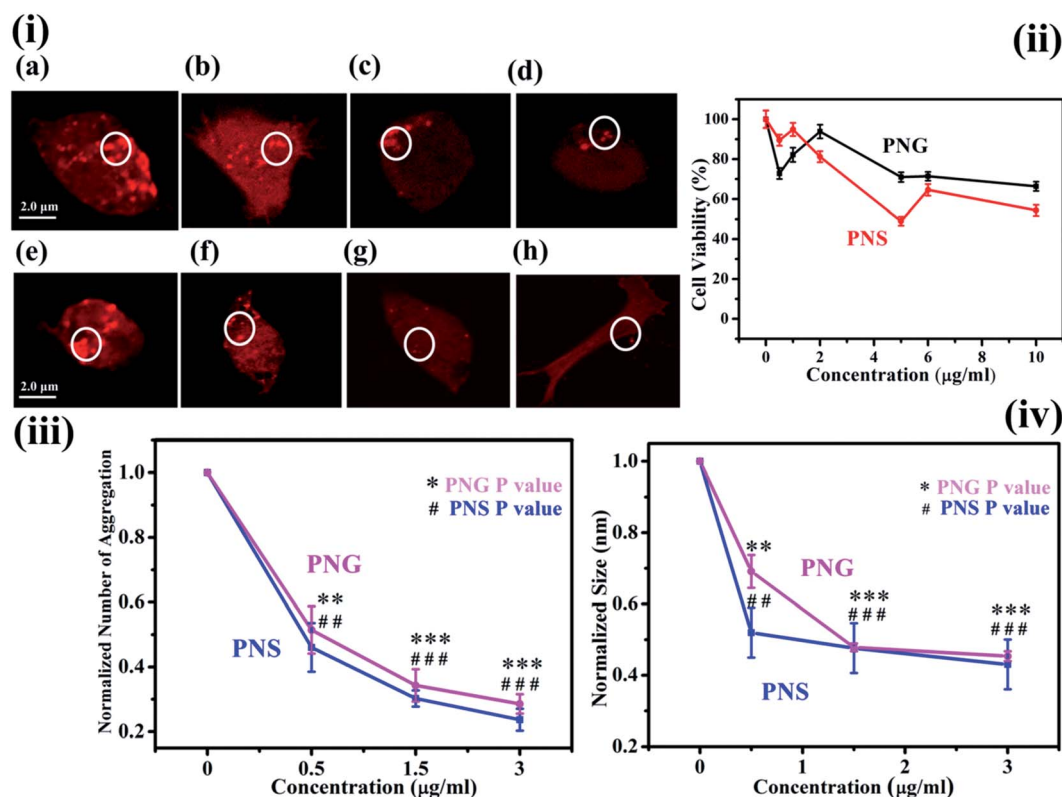 (i)
(a) (b) (c) (d)
2.0 μm
(e) (f) (g) (h)
2.0 μm
(ii)
100
80
60
40
20
0
Cell Viability (%)
PNG
PNS
0 2 4 6 8 10
Concentration (μg/ml)
(iii)
1.0
0.8
0.6
0.4
0.2
Normalized Number of Aggregation
* PNG P value
# PNS P value
PNG
PNS
**
##
***
###
***
###
0 0.5 1.5 3
Concentration (μg/ml)
(iv)
1.0
0.8
0.6
0.4
0.2
Normalized Size (nm)
* PNG P value
# PNS P value
**
PNG
##
PNS
***
###
***
###
0 1 2 3
Concentration (μg/ml)